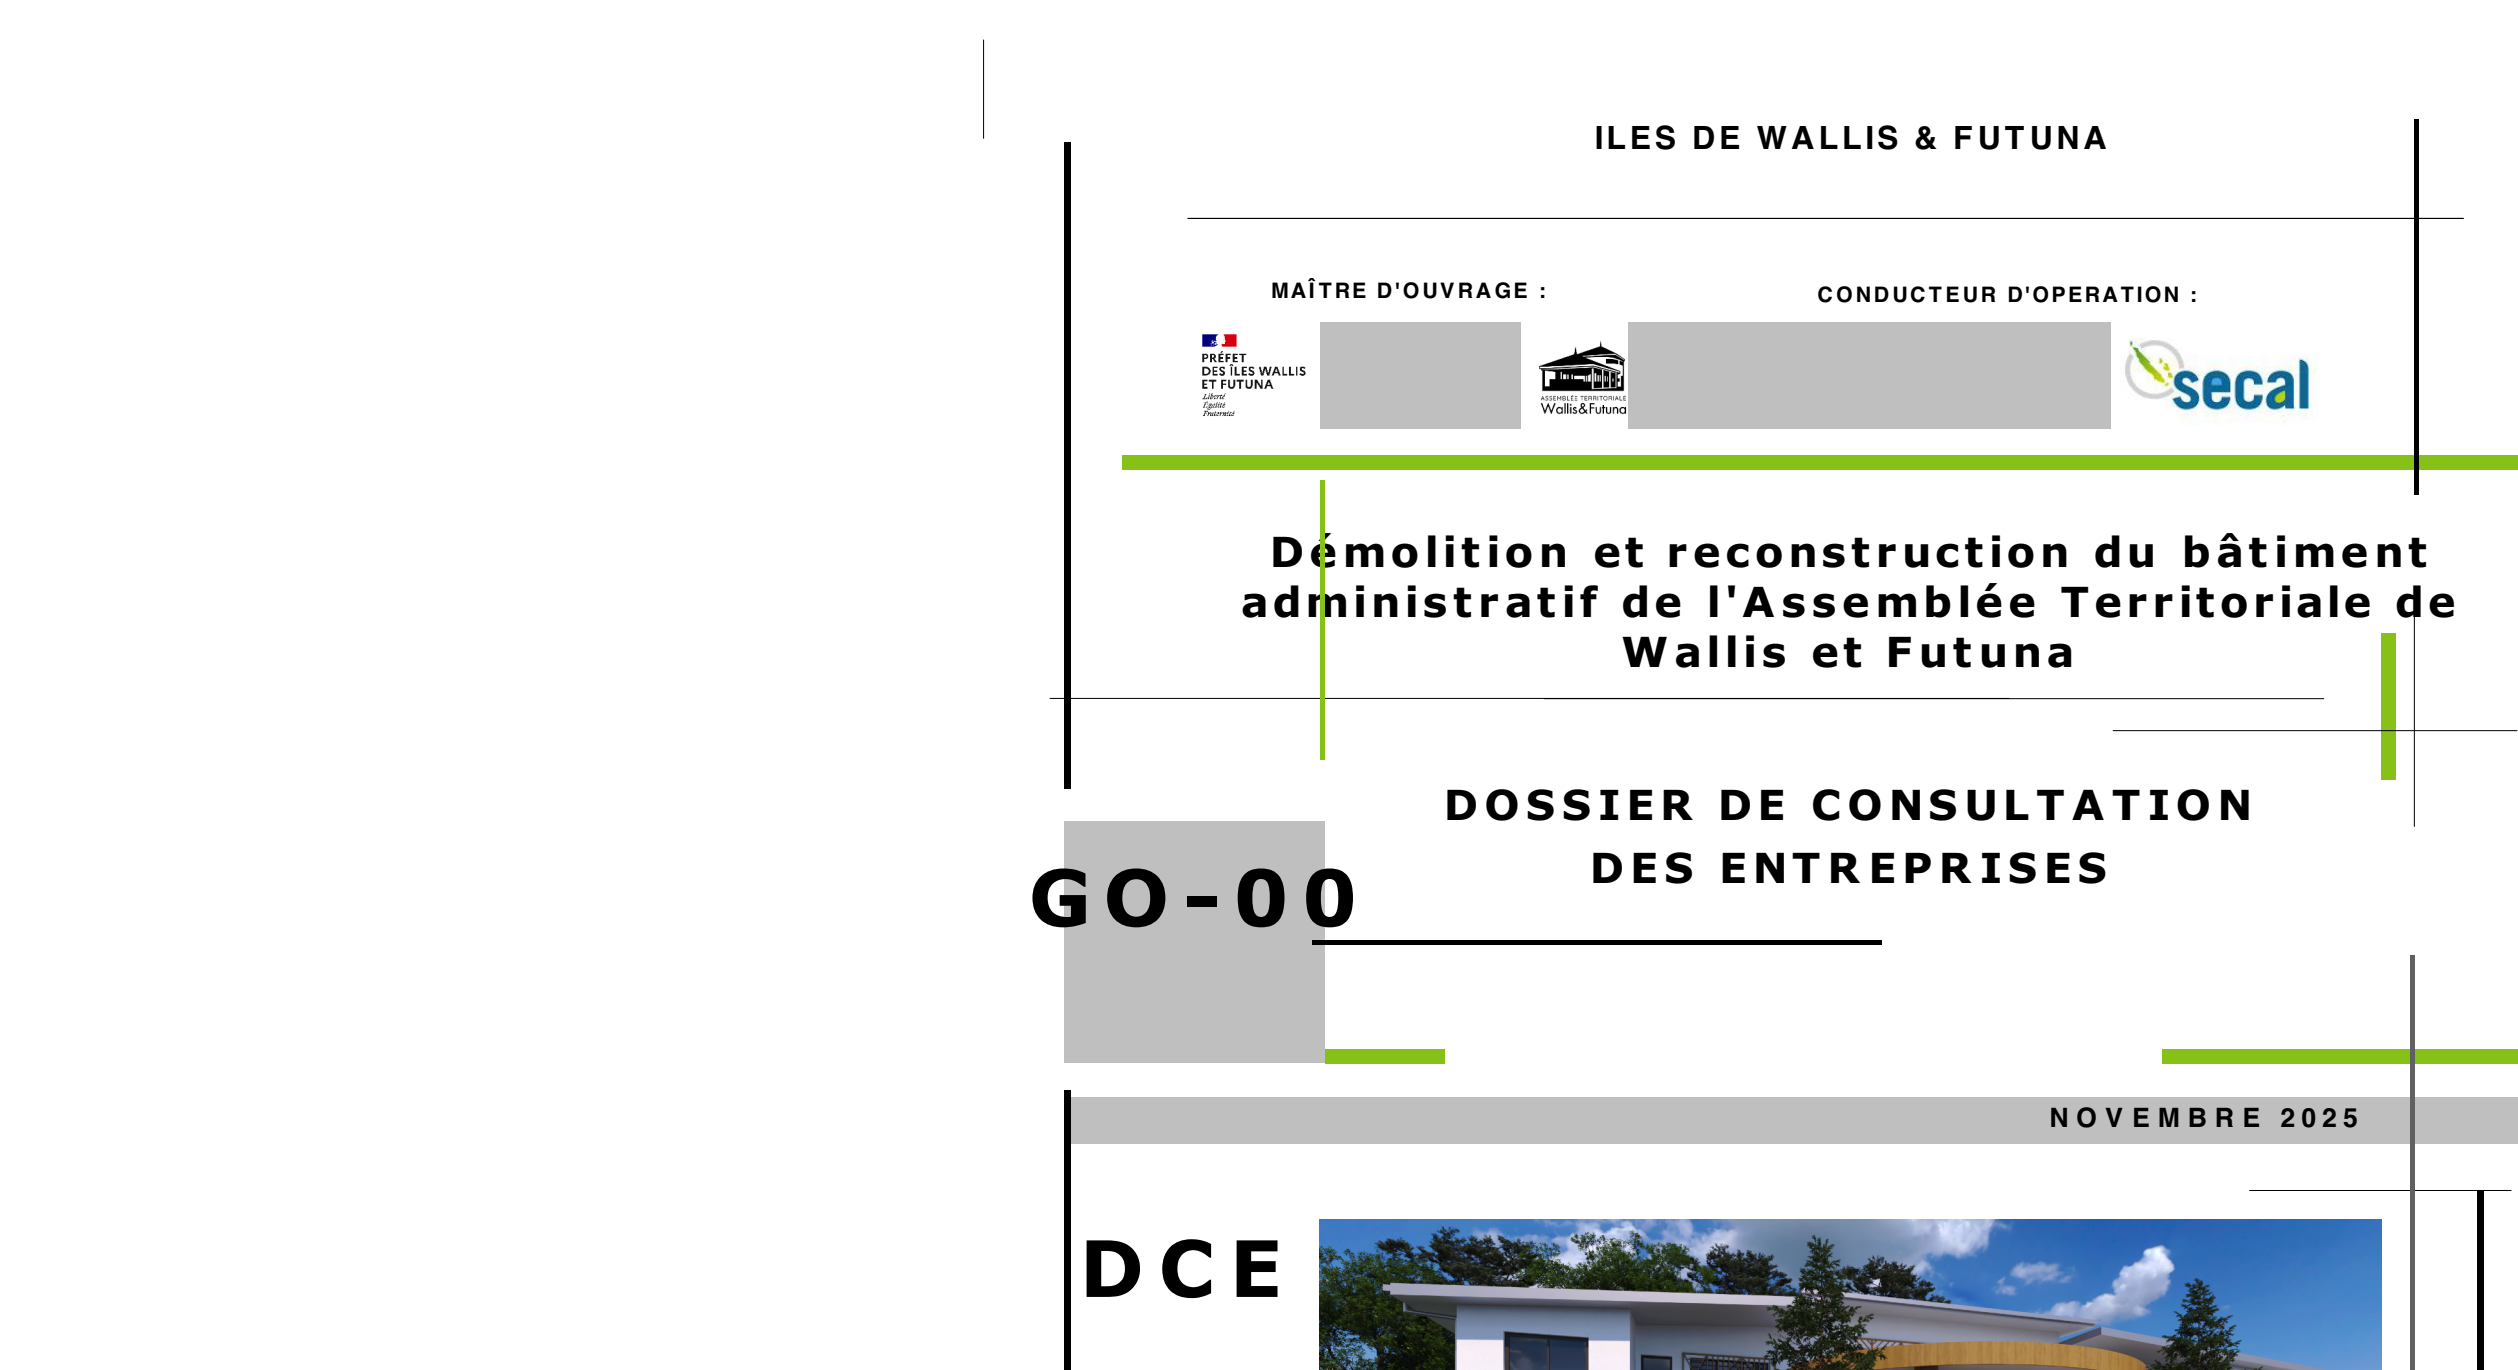 ILES DE WALLIS & FUTUNA
MAÎTRE D'OUVRAGE :
CONDUCTEUR D'OPERATION :
PRÉFET
DES ÎLES WALLIS
ET FUTUNA
Liberté
Égalité
Fraternité
ASSEMBLÉE TERRITORIALE
Wallis&Futuna
secal
Démolition et reconstruction du bâtiment
administratif de l'Assemblée Territoriale de
Wallis et Futuna
DOSSIER DE CONSULTATION
DES ENTREPRISES
GO-00
NOVEMBRE 2025
DCE